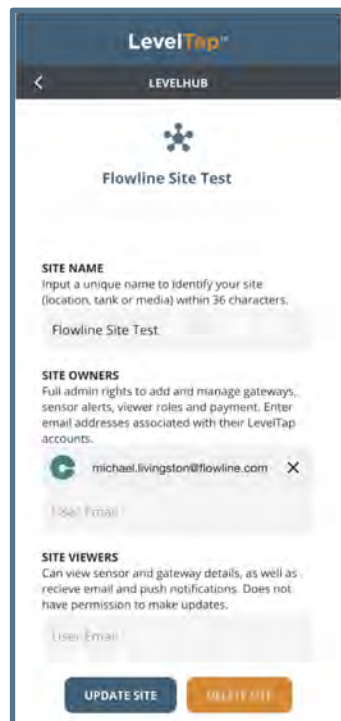 LevelTap™
LEVELHUB
Flowline Site Test
SITE NAME
Input a unique name to identify your site
(location, tank or media) within 36 characters.
Flowline Site Test
SITE OWNERS
Full admin rights to add and manage gateways,
sensor alerts, viewer roles and payment. Enter
email addresses associated with their LevelTap
accounts.
michael.livingston@flowline.com X
User Email
SITE VIEWERS
Can view sensor and gateway details, as well as
recieve email and push notifications. Does not
have permission to make updates.
User Email
UPDATE SITE DELETE SITE